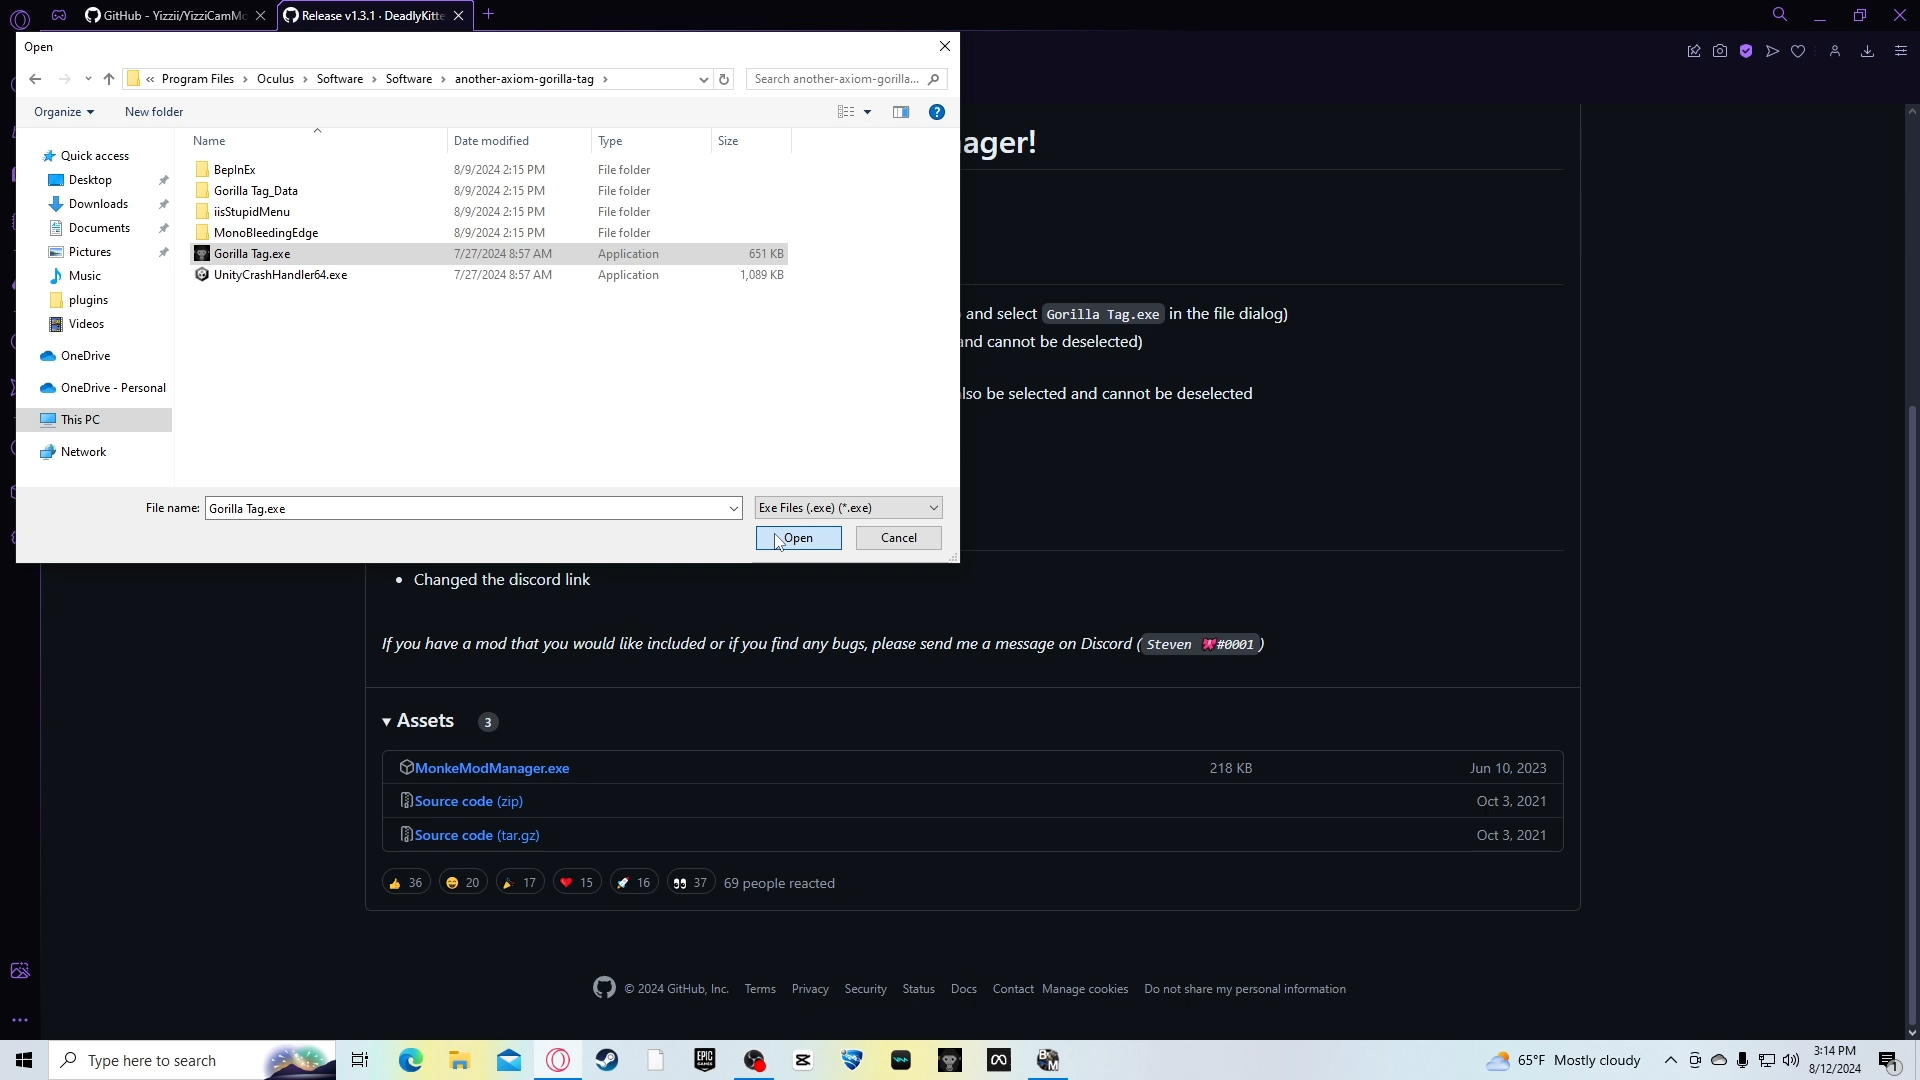 GitHub - Yizzii/YizziCamMo
Release v1.3.1 · DeadlyKitte
Open
« Program Files › Oculus › Software › Software › another-axiom-gorilla-tag ›
Search another-axiom-gorilla...
Organize
New folder
Name
Date modified
Type
Size
Quick access
Desktop
Downloads
Documents
Pictures
Music
plugins
Videos
OneDrive
OneDrive - Personal
This PC
Network
BepInEx 8/9/2024 2:15 PM File folder
Gorilla Tag_Data 8/9/2024 2:15 PM File folder
iisStupidMenu 8/9/2024 2:15 PM File folder
MonoBleedingEdge 8/9/2024 2:15 PM File folder
Gorilla Tag.exe 7/27/2024 8:57 AM Application 651 KB
UnityCrashHandler64.exe 7/27/2024 8:57 AM Application 1,089 KB
File name: Gorilla Tag.exe
Exe Files (.exe) (*.exe)
Open
Cancel
ager!
and select Gorilla Tag.exe in the file dialog)
and cannot be deselected)
lso be selected and cannot be deselected
• Changed the discord link
If you have a mod that you would like included or if you find any bugs, please send me a message on Discord ( Steven 🎀#0001 )
Assets 3
MonkeModManager.exe 218 KB Jun 10, 2023
Source code (zip) Oct 3, 2021
Source code (tar.gz) Oct 3, 2021
👍 36 😄 20 🎉 17 ❤️ 15 🚀 16 👀 37 69 people reacted
© 2024 GitHub, Inc. Terms Privacy Security Status Docs Contact Manage cookies Do not share my personal information
Type here to search
EPIC GAMES
65°F Mostly cloudy
3:14 PM
8/12/2024
1